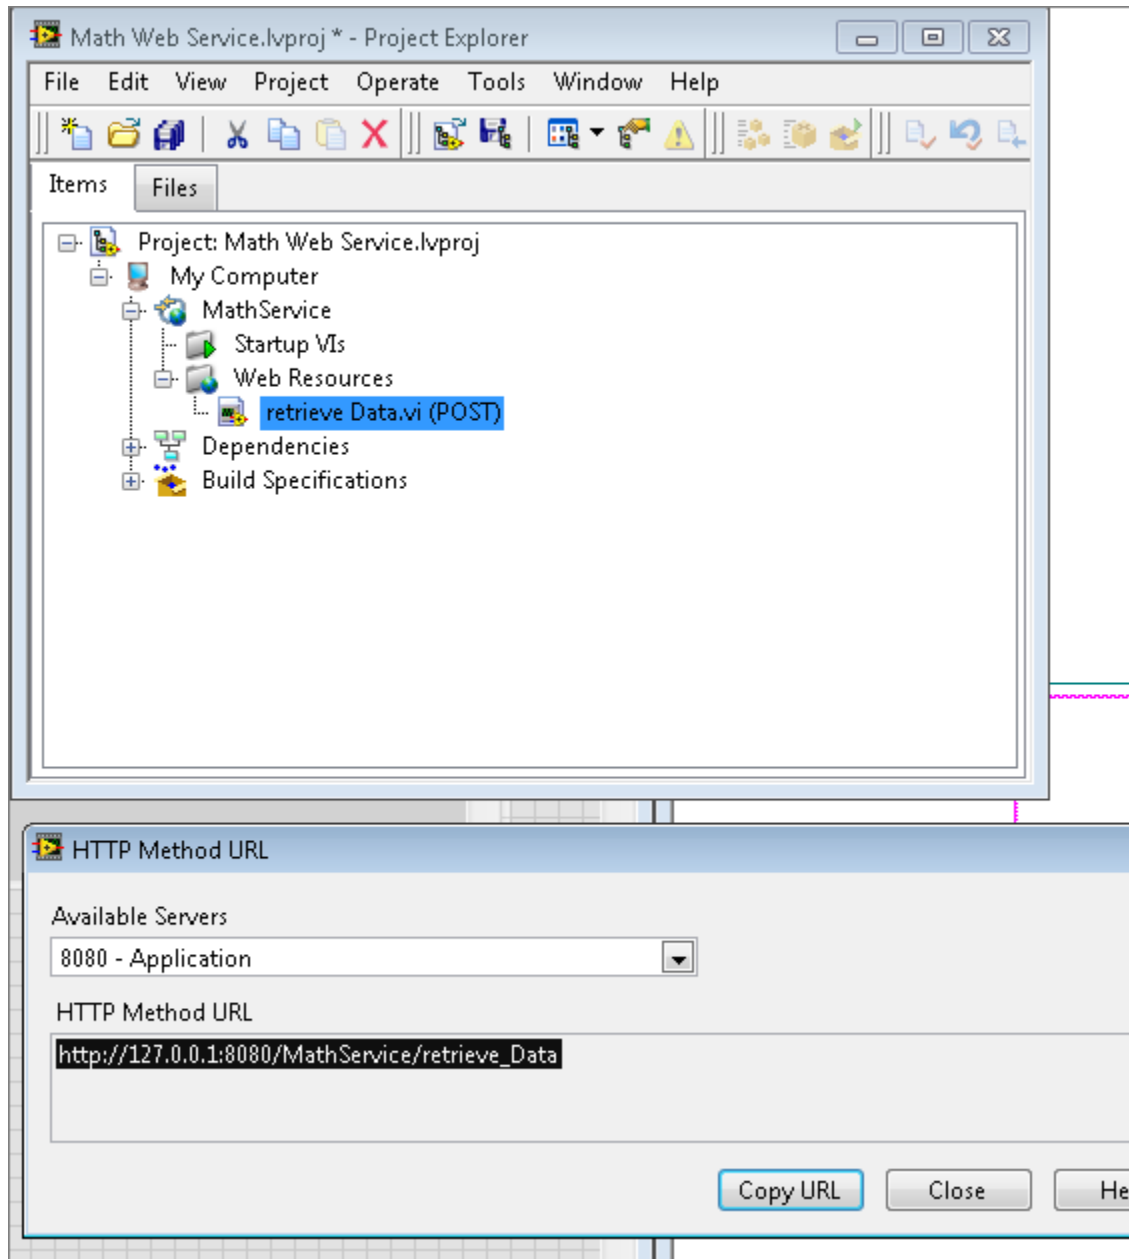 Math Web Service.lvproj * - Project Explorer
File Edit View Project Operate Tools Window Help
Items Files
Project: Math Web Service.lvproj
My Computer
MathService
Startup VIs
Web Resources
retrieve Data.vi (POST)
Dependencies
Build Specifications
HTTP Method URL
Available Servers
8080 - Application
HTTP Method URL
http://127.0.0.1:8080/MathService/retrieve_Data
Copy URL Close He